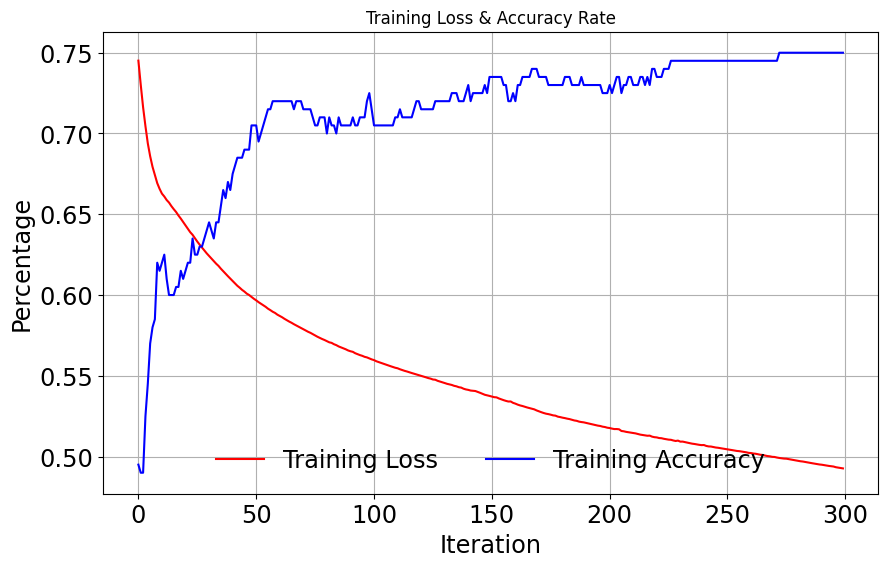 Training Loss & Accuracy Rate
Percentage
0.75
0.70
0.65
0.60
0.55
0.50
Training Loss Training Accuracy
0 50 100 150 200 250 300
Iteration